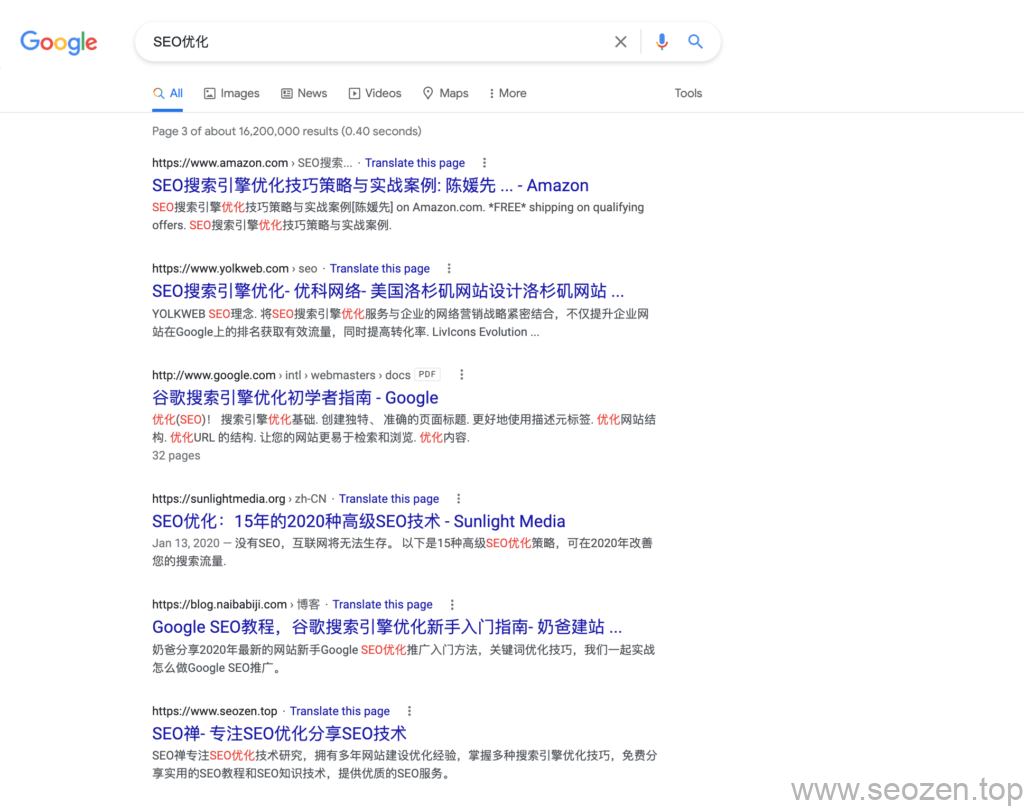 Google
SEO优化
All Images News Videos Maps More Tools
Page 3 of about 16,200,000 results (0.40 seconds)
https://www.amazon.com › SEO搜索... · Translate this page
SEO搜索引擎优化技巧策略与实战案例: 陈媛先 ... - Amazon
SEO搜索引擎优化技巧策略与实战案例[陈媛先] on Amazon.com. *FREE* shipping on qualifying
offers. SEO搜索引擎优化技巧策略与实战案例.
https://www.yolkweb.com › seo · Translate this page
SEO搜索引擎优化- 优科网络- 美国洛杉矶网站设计洛杉矶网站 ...
YOLKWEB SEO理念. 将SEO搜索引擎优化服务与企业的网络营销战略紧密结合，不仅提升企业网
站在Google上的排名获取有效流量，同时提高转化率. LivIcons Evolution ...
http://www.google.com › intl › webmasters › docs PDF
谷歌搜索引擎优化初学者指南 - Google
优化(SEO)！ 搜索引擎优化基础. 创建独特、 准确的页面标题. 更好地使用描述元标签. 优化网站结
构. 优化URL 的结构. 让您的网站更易于检索和浏览. 优化内容.
32 pages
https://sunlightmedia.org › zh-CN · Translate this page
SEO优化：15年的2020种高级SEO技术 - Sunlight Media
Jan 13, 2020 — 没有SEO，互联网将无法生存。 以下是15种高级SEO优化策略，可在2020年改善
您的搜索流量.
https://blog.naibabiji.com › 博客 · Translate this page
Google SEO教程，谷歌搜索引擎优化新手入门指南- 奶爸建站 ...
奶爸分享2020年最新的网站新手Google SEO优化推广入门方法，关键词优化技巧，我们一起实战
怎么做Google SEO推广。
https://www.seozen.top · Translate this page
SEO禅- 专注SEO优化分享SEO技术
SEO禅专注SEO优化技术研究，拥有多年网站建设优化经验，掌握多种搜索引擎优化技巧，免费分
享实用的SEO教程和SEO知识技术，提供优质的SEO服务。
www.seozen.top